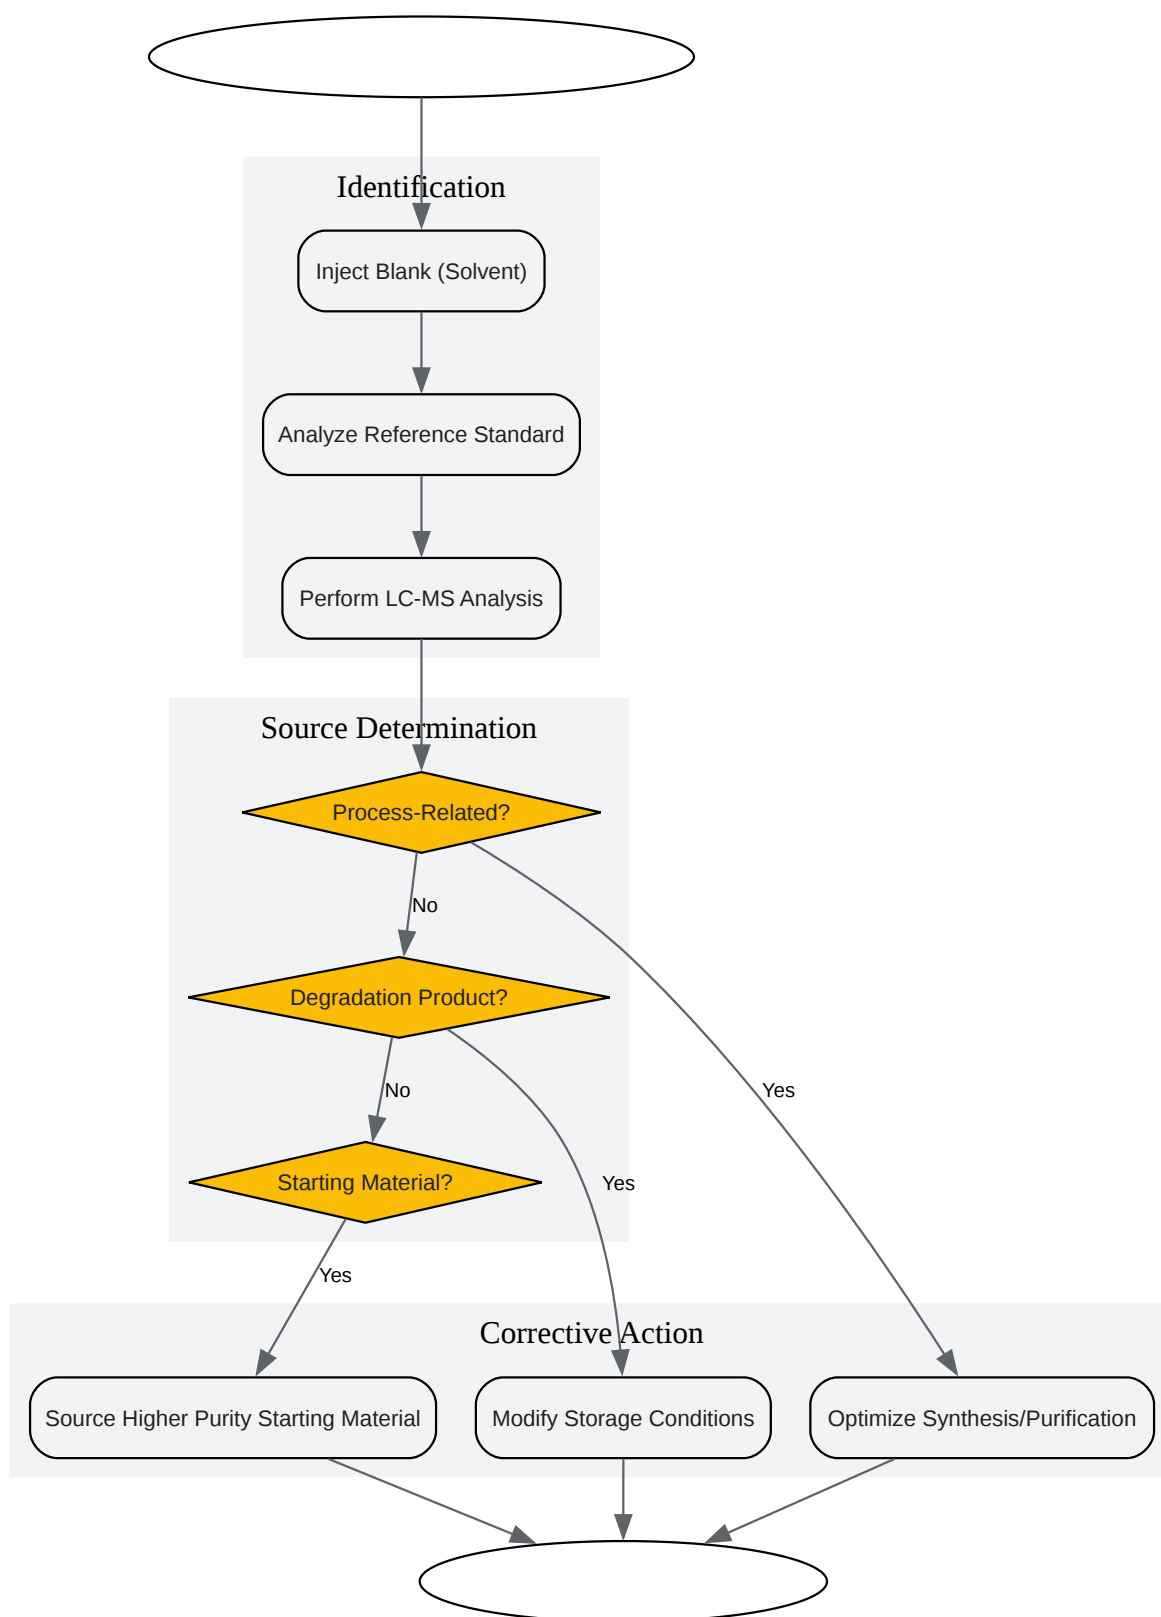 Identification
Inject Blank (Solvent)
Analyze Reference Standard
Perform LC-MS Analysis
Source Determination
Process-Related?
No
Degradation Product?
No
Yes
Starting Material?
Yes
Yes
Corrective Action
Source Higher Purity Starting Material
Modify Storage Conditions
Optimize Synthesis/Purification